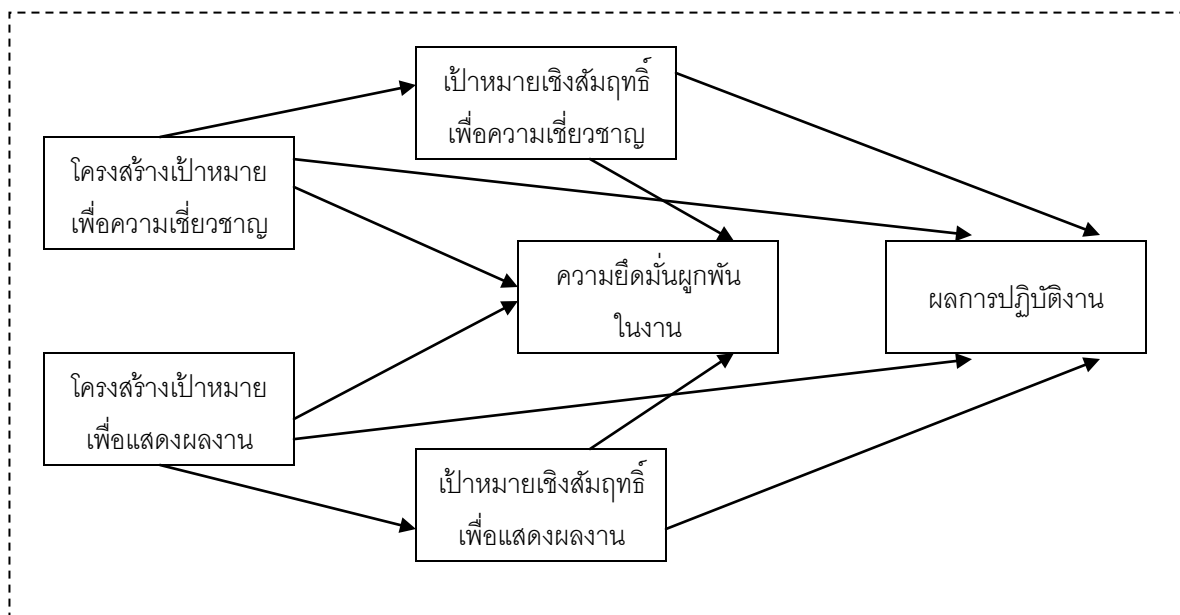 เป้าหมายเชิงสัมฤทธิ์
เพื่อความเชี่ยวชาญ
โครงสร้างเป้าหมาย
เพื่อความเชี่ยวชาญ
ความยึดมั่นผูกพัน
ในงาน
ผลการปฏิบัติงาน
โครงสร้างเป้าหมาย
เพื่อแสดงผลงาน
เป้าหมายเชิงสัมฤทธิ์
เพื่อแสดงผลงาน